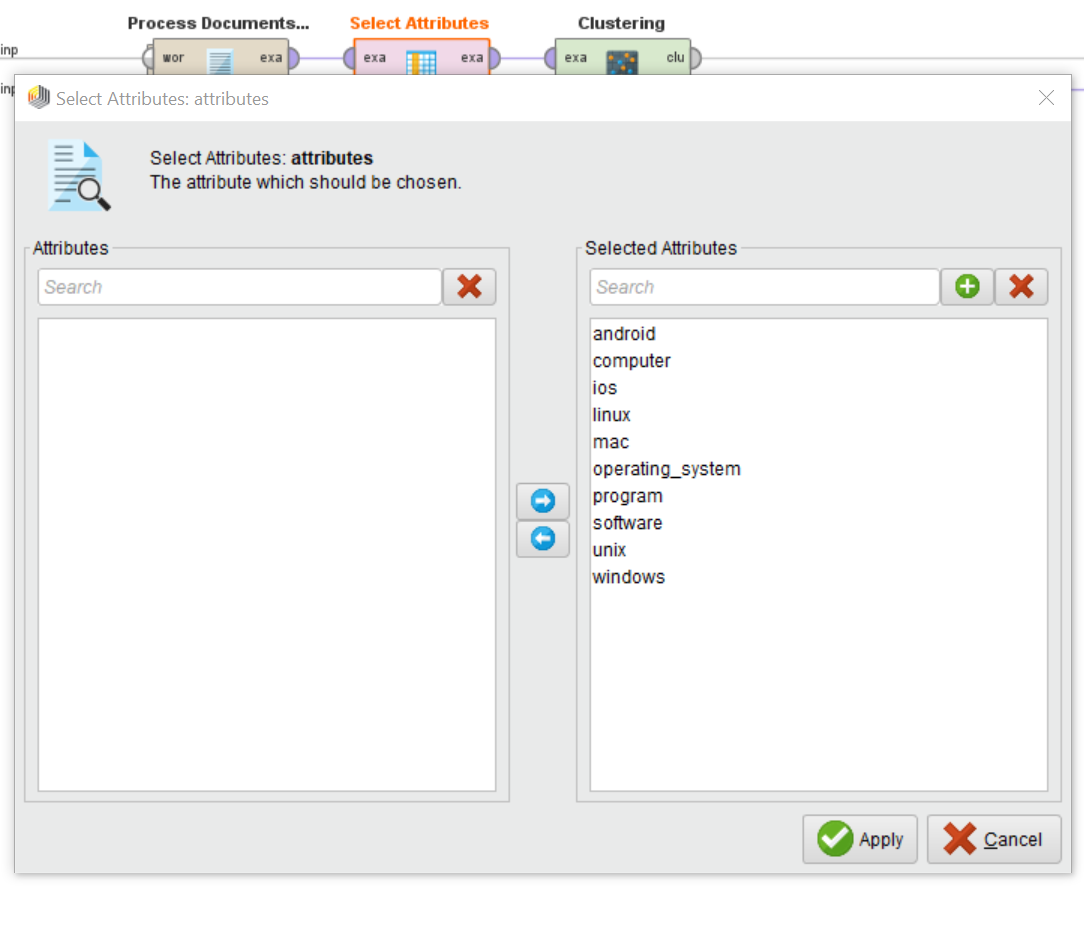 Process Documents... Select Attributes Clustering
inp wor exa exa exa exa clu
inp
Select Attributes: attributes
Select Attributes: attributes
The attribute which should be chosen.
Attributes
Search
Selected Attributes
Search
android
computer
ios
linux
mac
operating_system
program
software
unix
windows
Apply Cancel